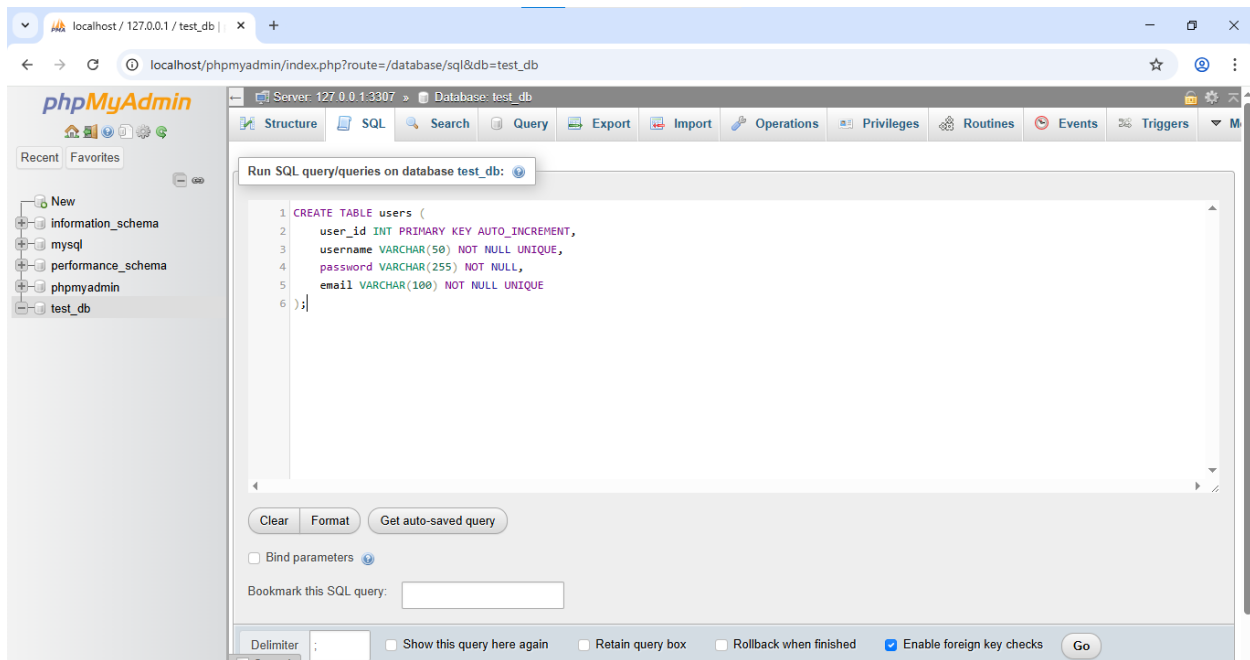 localhost / 127.0.0.1 / test_db |
localhost/phpmyadmin/index.php?route=/database/sql&db=test_db
phpMyAdmin
Recent Favorites
New
information_schema
mysql
performance_schema
phpmyadmin
test_db
Server: 127.0.0.1:3307 » Database: test_db
Structure SQL Search Query Export Import Operations Privileges Routines Events Triggers
Run SQL query/queries on database test_db:
1 CREATE TABLE users (
2 user_id INT PRIMARY KEY AUTO_INCREMENT,
3 username VARCHAR(50) NOT NULL UNIQUE,
4 password VARCHAR(255) NOT NULL,
5 email VARCHAR(100) NOT NULL UNIQUE
6 );
Clear Format Get auto-saved query
Bind parameters
Bookmark this SQL query:
Delimiter ; Show this query here again Retain query box Rollback when finished Enable foreign key checks Go